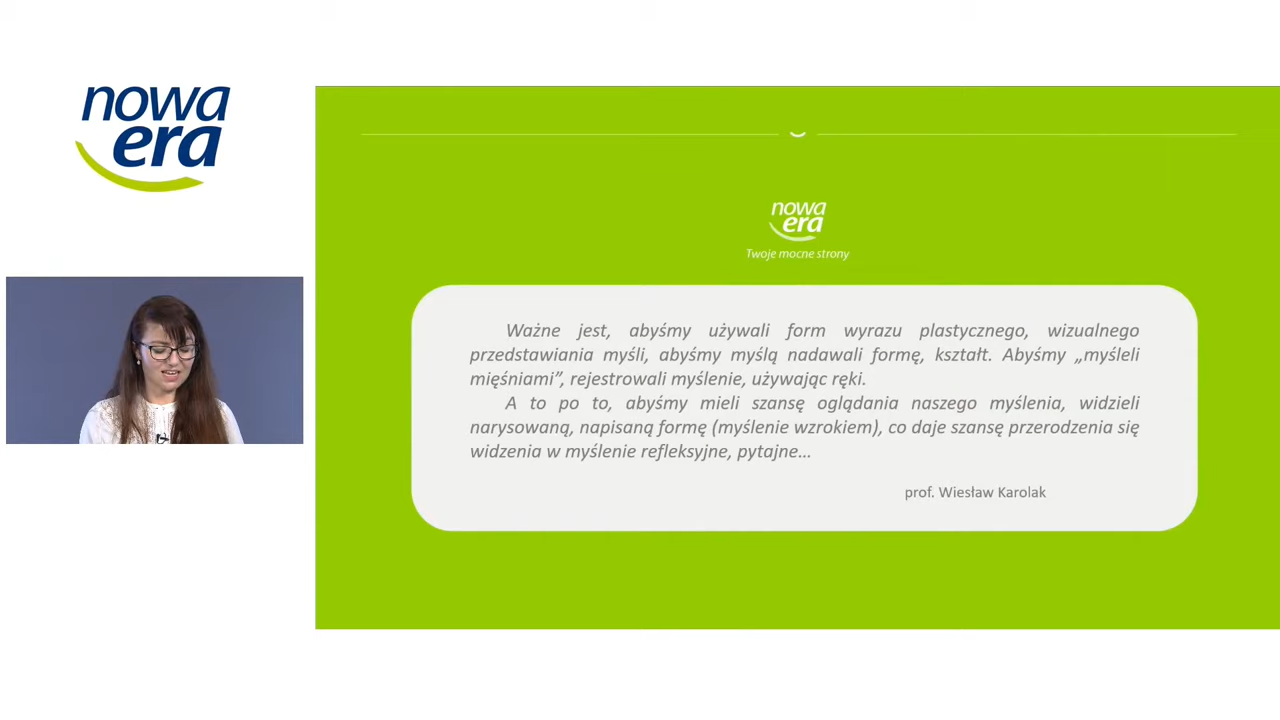 nowa
era
nowa
era
Twoje mocne strony
Ważne jest, abyśmy używali form wyrazu plastycznego, wizualnego
przedstawiania myśli, abyśmy myślą nadawali formę, kształt. Abyśmy „myśleli
mięśniami”, rejestrowali myślenie, używając ręki.
A to po to, abyśmy mieli szansę oglądania naszego myślenia, widzieli
narysowaną, napisaną formę (myślenie wzrokiem), co daje szansę przerodzenia się
widzenia w myślenie refleksyjne, pytajne...
prof. Wiesław Karolak